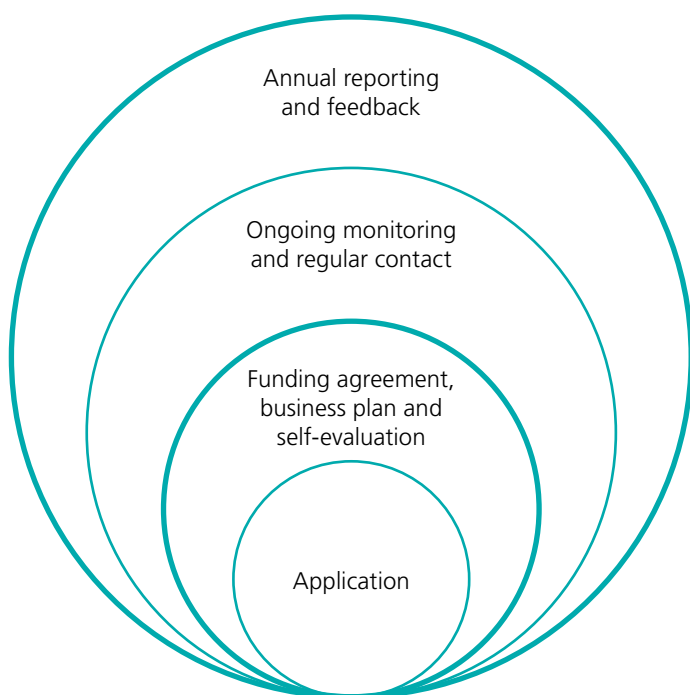 Annual reporting
and feedback
Ongoing monitoring
and regular contact
Funding agreement,
business plan and
self-evaluation
Application